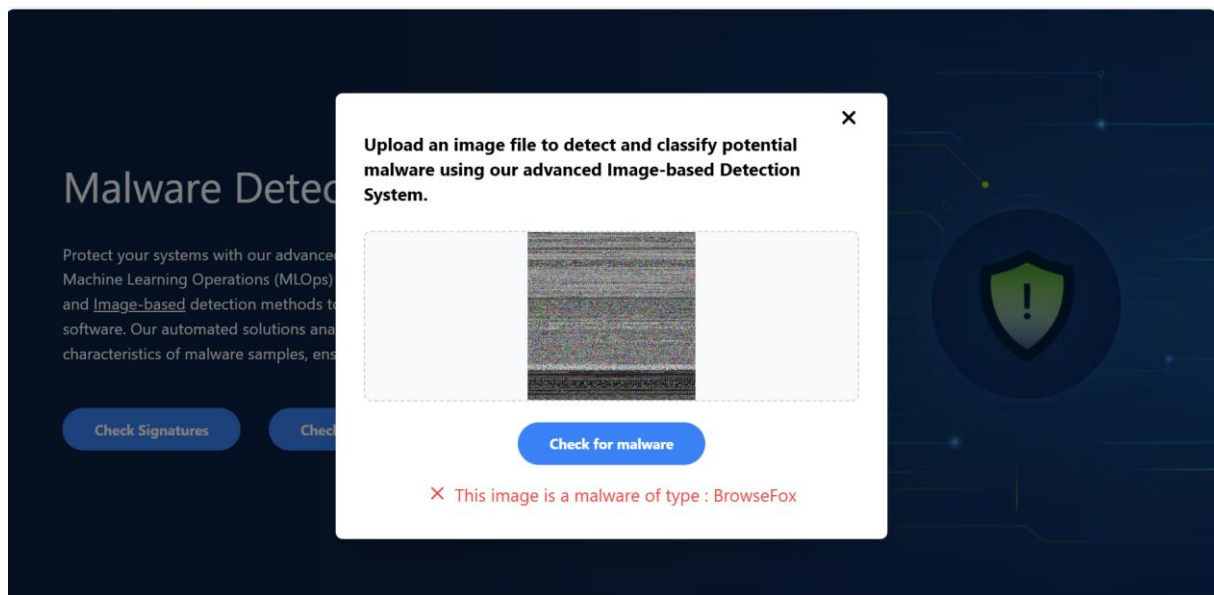 Malware Detec
Protect your systems with our advance
Machine Learning Operations (MLOps)
and Image-based detection methods to
software. Our automated solutions ana
characteristics of malware samples, ens
Check Signatures
Chec
Upload an image file to detect and classify potential
malware using our advanced Image-based Detection
System.
Check for malware
This image is a malware of type : BrowseFox